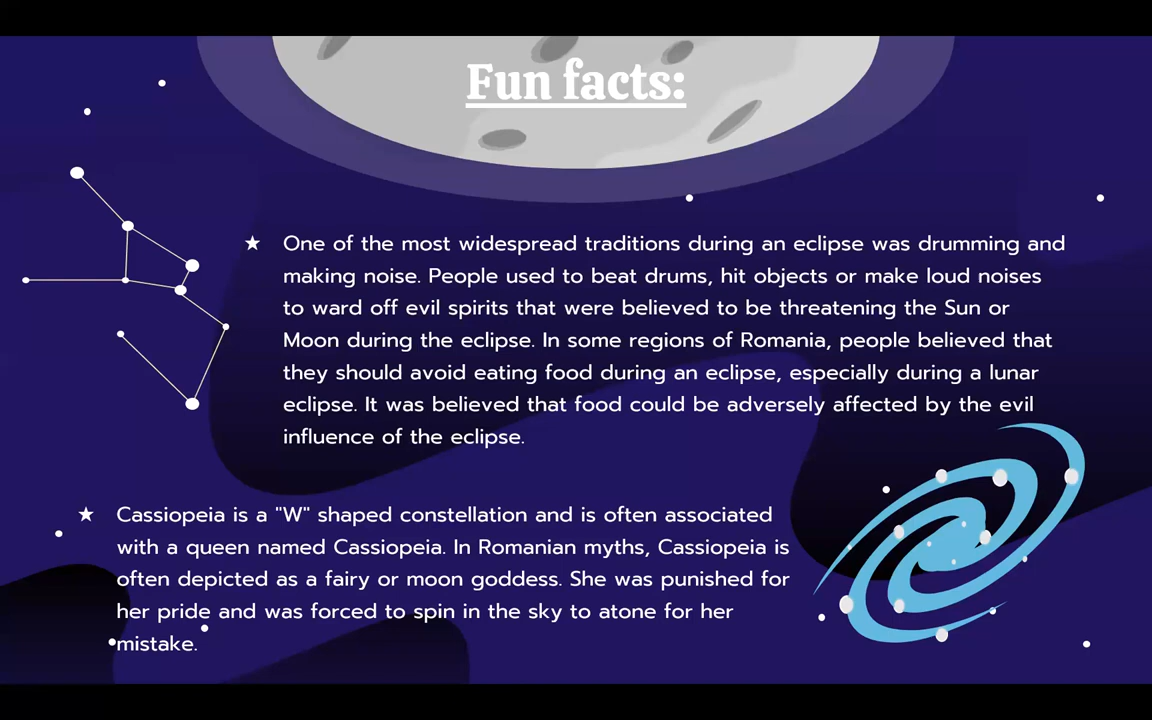 Fun facts:
One of the most widespread traditions during an eclipse was drumming and
making noise. People used to beat drums, hit objects or make loud noises
to ward off evil spirits that were believed to be threatening the Sun or
Moon during the eclipse. In some regions of Romania, people believed that
they should avoid eating food during an eclipse, especially during a lunar
eclipse. It was believed that food could be adversely affected by the evil
influence of the eclipse.
Cassiopeia is a "W" shaped constellation and is often associated
with a queen named Cassiopeia. In Romanian myths, Cassiopeia is
often depicted as a fairy or moon goddess. She was punished for
her pride and was forced to spin in the sky to atone for her
mistake.